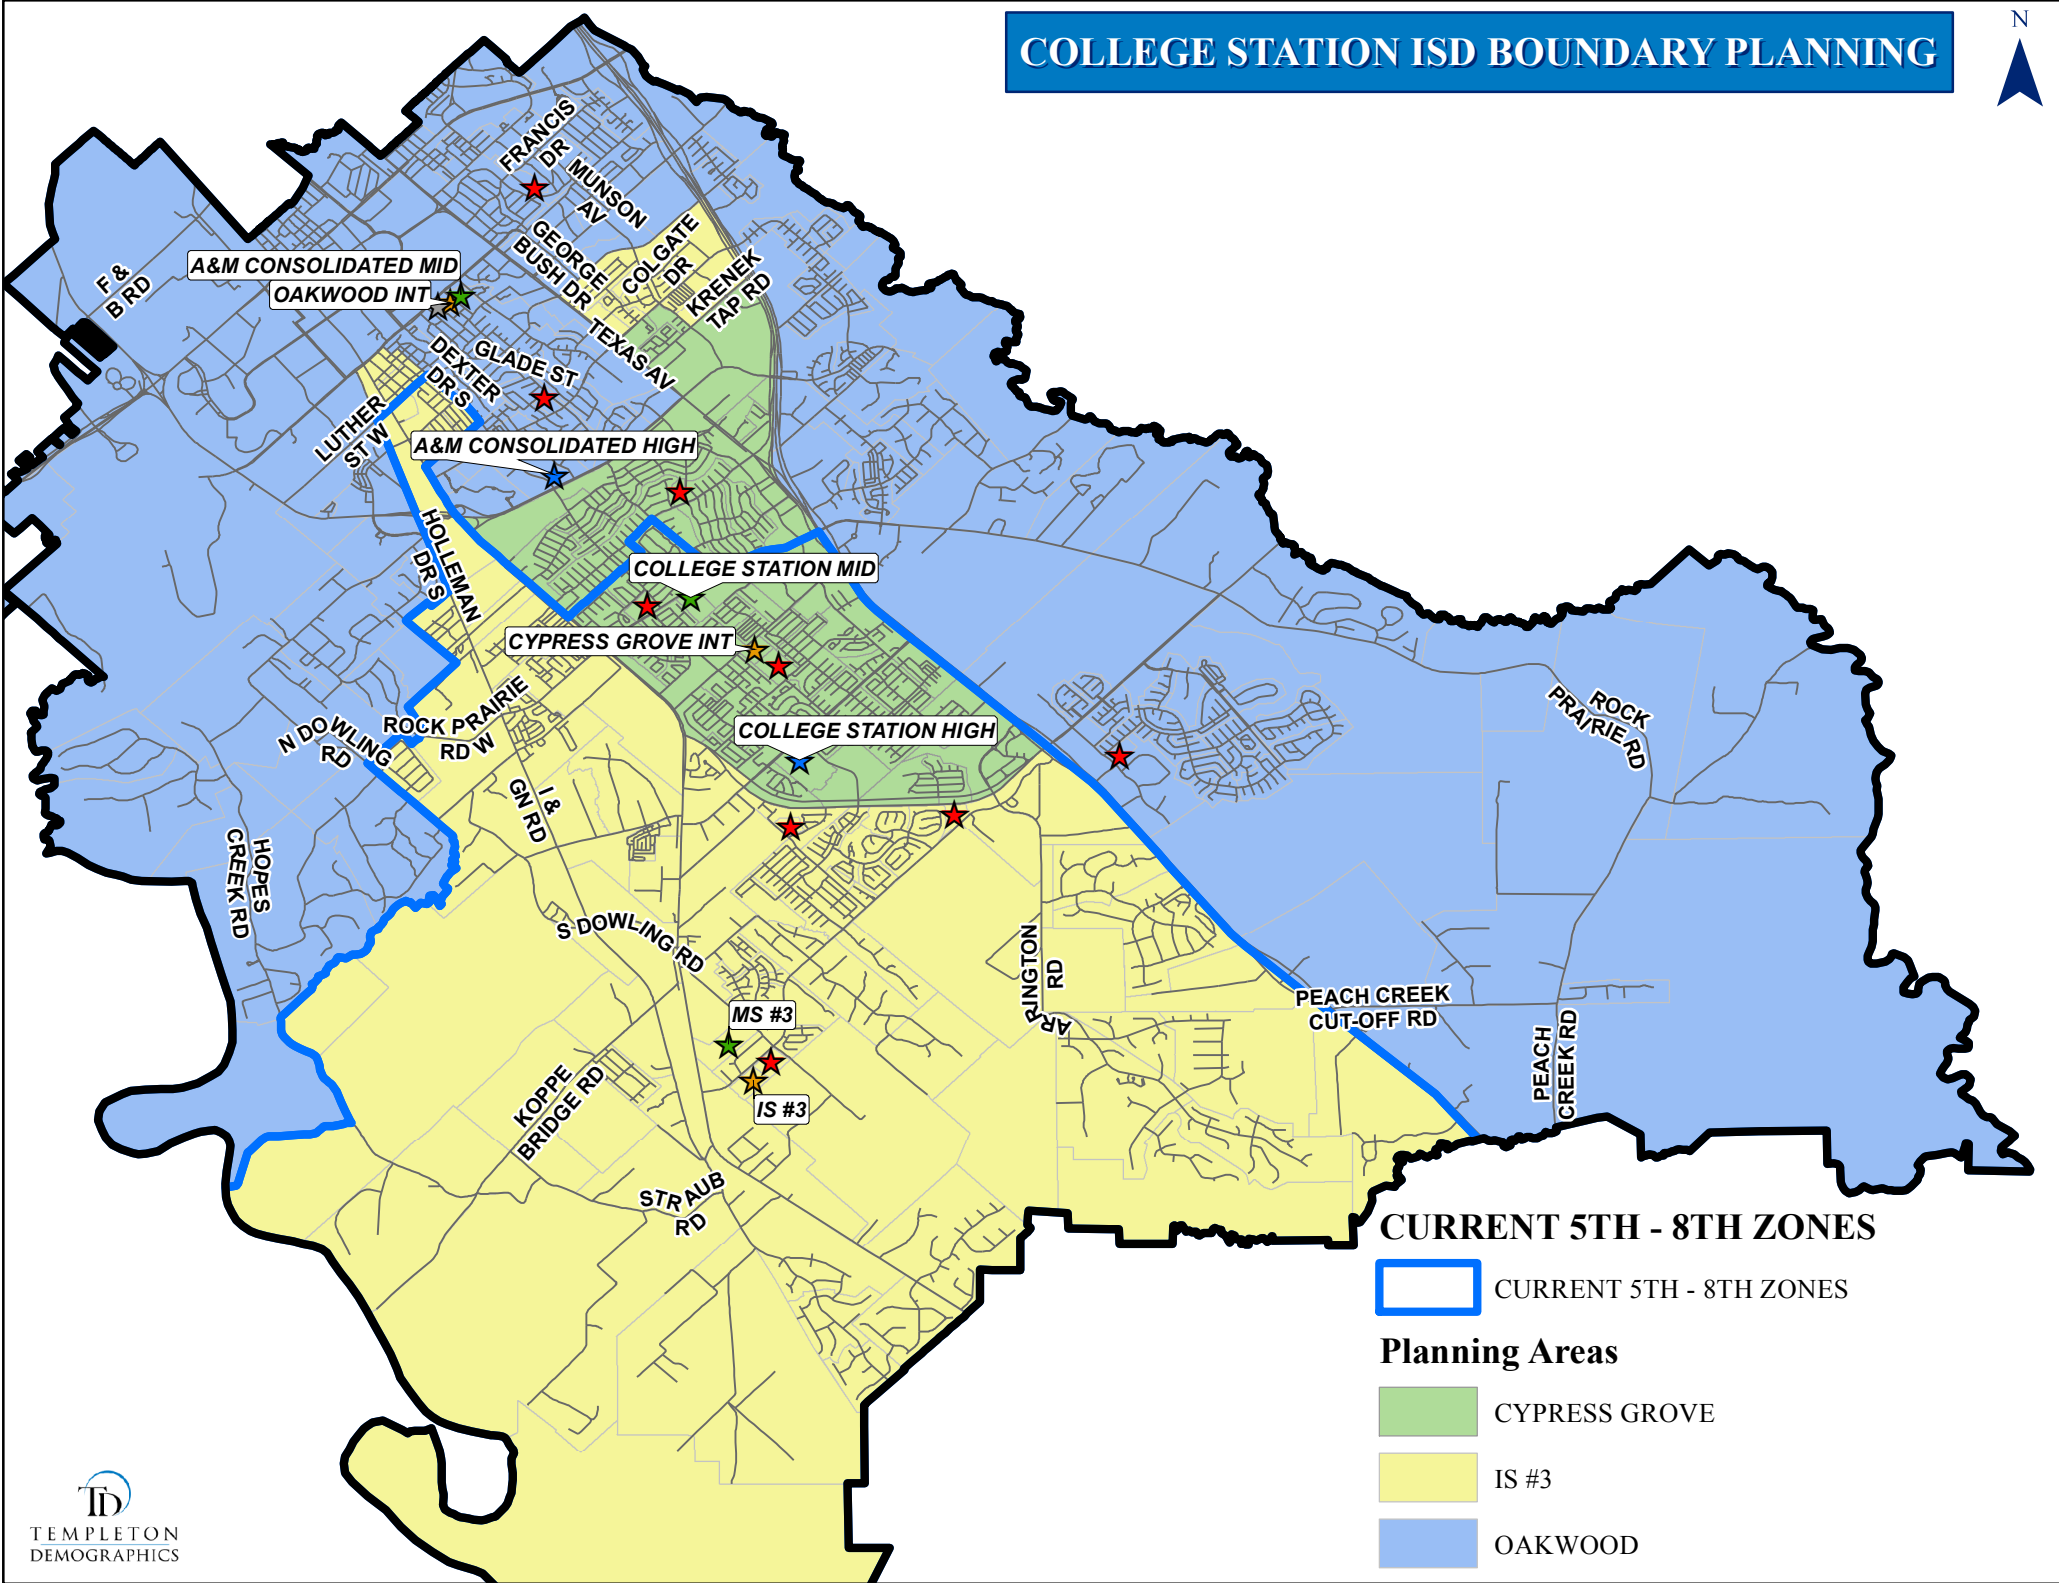 COLLEGE STATION ISD BOUNDARY PLANNING
N
FRANCIS
DR
MUNSON
AV
GEORGE
BUSH DR
COLGATE
DR
KRENEK
TAP RD
F &
B RD
A&M CONSOLIDATED MID
OAKWOOD INT
TEXAS AV
GLADE ST
DEXTER
DR S
LUTHER
ST W
A&M CONSOLIDATED HIGH
HOLLEMAN
DR S
COLLEGE STATION MID
CYPRESS GROVE INT
ROCK PRAIRIE
RD W
N DOWLING
RD
COLLEGE STATION HIGH
ROCK
PRAIRIE RD
I &
GN RD
HOPES
CREEK RD
S DOWLING RD
ARRINGTON
RD
PEACH CREEK
CUT-OFF RD
MS #3
PEACH
CREEK RD
KOPPE
BRIDGE RD
IS #3
STRAUB
RD
CURRENT 5TH - 8TH ZONES
CURRENT 5TH - 8TH ZONES
Planning Areas
CYPRESS GROVE
IS #3
OAKWOOD
TD
TEMPLETON
DEMOGRAPHICS